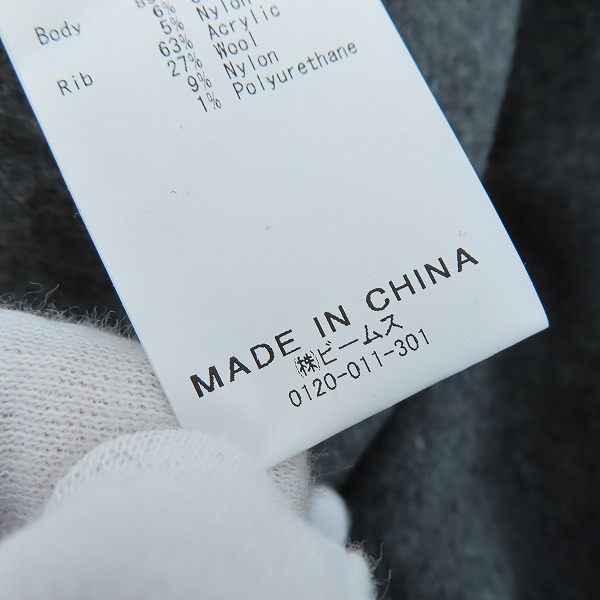 6%
Body 5% Nylon
Rib 63% Acrylic
27% Wool
9% Nylon
1% Polyurethane
MADE IN CHINA
㈱ビームス
0120-011-301